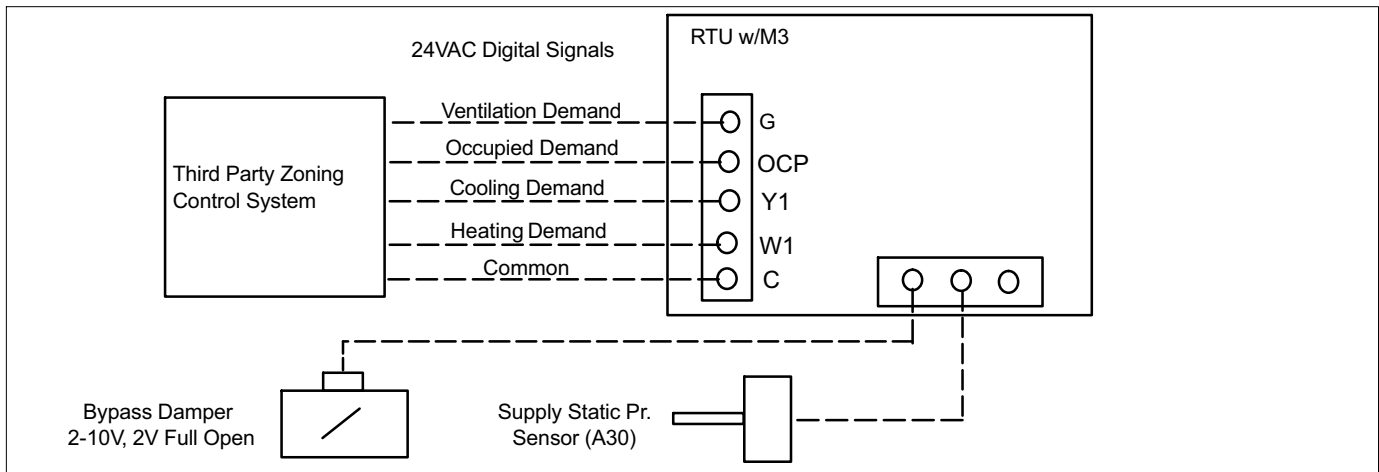 RTU w/M3
24VAC Digital Signals
Ventilation Demand
G
Occupied Demand
OCP
Third Party Zoning
Control System
Cooling Demand
Y1
Heating Demand
W1
Common
C
Bypass Damper
2-10V, 2V Full Open
Supply Static Pr.
Sensor (A30)